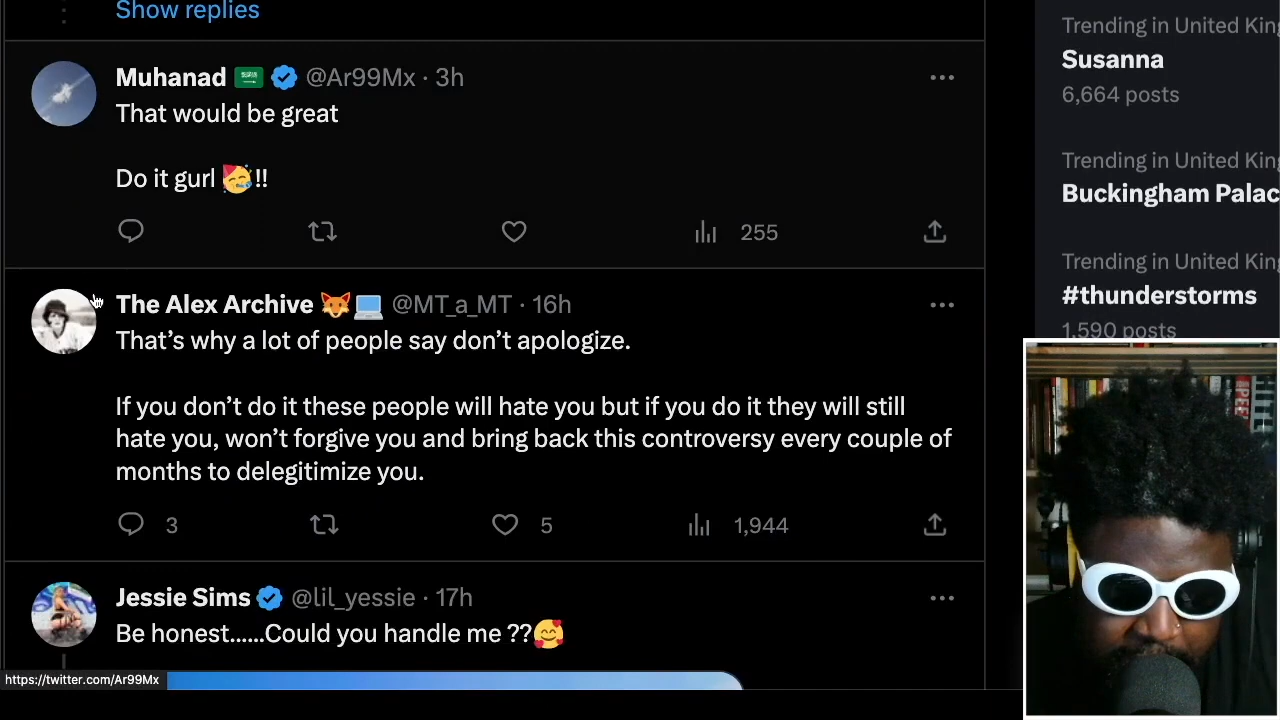 Show replies
Muhanad 🇸🇦 @Ar99Mx · 3h
That would be great
Do it gurl 🥳!!
255
The Alex Archive 🦊💻 @MT_a_MT · 16h
That’s why a lot of people say don’t apologize.
If you don’t do it these people will hate you but if you do it they will still
hate you, won’t forgive you and bring back this controversy every couple of
months to delegitimize you.
3 5 1,944
Jessie Sims @lil_yessie · 17h
Be honest......Could you handle me ??🥰
https://twitter.com/Ar99Mx
Trending in United King
Susanna
6,664 posts
Trending in United King
Buckingham Palac
Trending in United King
#thunderstorms
1,590 posts